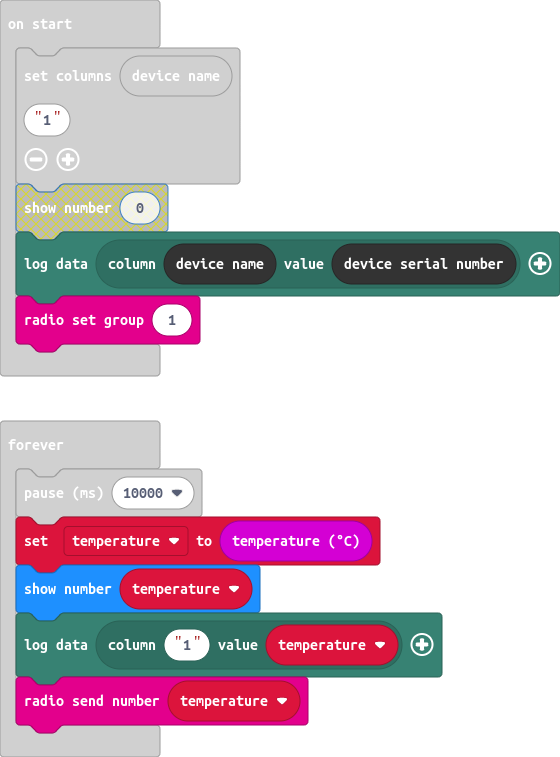 on start
set columns device name
"1"
show number 0
log data column device name value device serial number
radio set group 1
forever
pause (ms) 10000
set temperature to temperature (°C)
show number temperature
log data column "1" value temperature
radio send number temperature